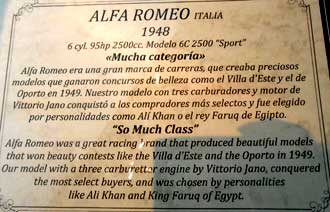 ALFA ROMEO ITALIA
1948
6 cyl. 95hp 2500cc. Modelo 6C 2500 "Sport"
«Mucha categoría»
Alfa Romeo era una gran marca de carreras, que creaba preciosos
modelos que ganaron concursos de belleza como el Villa d'Este y el de
Oporto en 1949. Nuestro modelo con tres carburadores y motor de
Vittorio Jano conquistó a los compradores más selectos y fue elegido
por personalidades como Alí Khan o el rey Faruq de Egipto.
"So Much Class"
Alfa Romeo was a great racing brand that produced beautiful models
that won beauty contests like the Villa d'Este and the Oporto in 1949.
Our model with a three carburettor engine by Vittorio Jano, conquered
the most select buyers, and was chosen by personalities
like Ali Khan and King Faruq of Egypt.